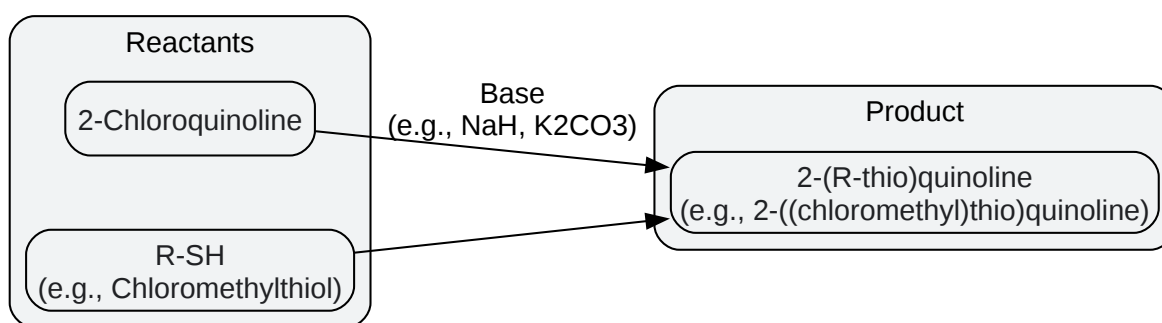 Reactants
2-Chloroquinoline
R-SH
(e.g., Chloromethylthiol)
Base
(e.g., NaH, K2CO3)
Product
2-(R-thio)quinoline
(e.g., 2-((chloromethyl)thio)quinoline)